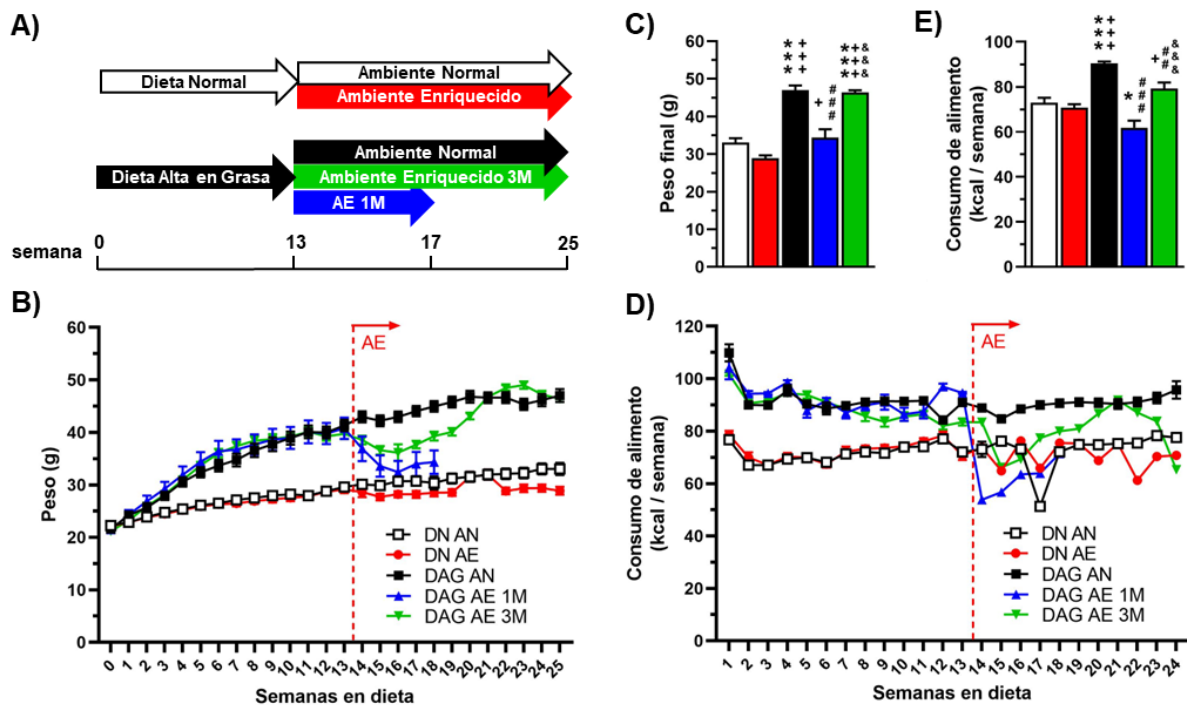 A)
Dieta Normal
Ambiente Normal
Ambiente Enriquecido
Dieta Alta en Grasa
Ambiente Normal
Ambiente Enriquecido 3M
AE 1M
semana
0 13 17 25
B)
Peso (g)
60
50
40
30
20
10
0
AE
DN AN
DN AE
DAG AN
DAG AE 1M
DAG AE 3M
0 1 2 3 4 5 6 7 8 9 10 11 12 13 14 15 16 17 18 19 20 21 22 23 24 25
Semanas en dieta
C)
Peso final (g)
60
50
40
30
20
10
0
*** +++
+ ###
*** +++ &&&
E)
Consumo de alimento
(kcal / semana)
100
80
60
40
20
0
*** +++
* ###
+ ## &&&
D)
Consumo de alimento
(kcal / semana)
120
100
80
60
40
20
0
AE
DN AN
DN AE
DAG AN
DAG AE 1M
DAG AE 3M
1 2 3 4 5 6 7 8 9 10 11 12 13 14 15 16 17 18 19 20 21 22 23 24
Semanas en dieta